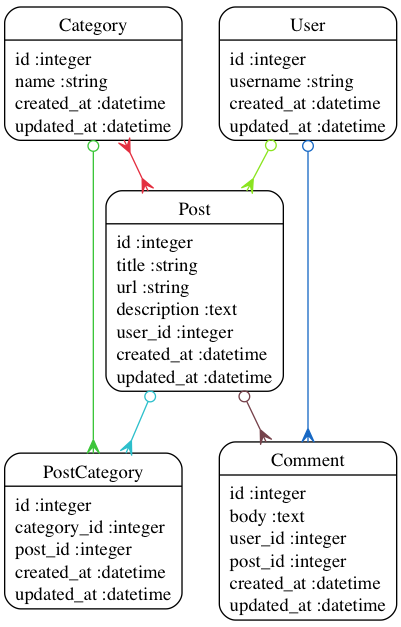 Category
id :integer
name :string
created_at :datetime
updated_at :datetime
User
id :integer
username :string
created_at :datetime
updated_at :datetime
Post
id :integer
title :string
url :string
description :text
user_id :integer
created_at :datetime
updated_at :datetime
PostCategory
id :integer
category_id :integer
post_id :integer
created_at :datetime
updated_at :datetime
Comment
id :integer
body :text
user_id :integer
post_id :integer
created_at :datetime
updated_at :datetime